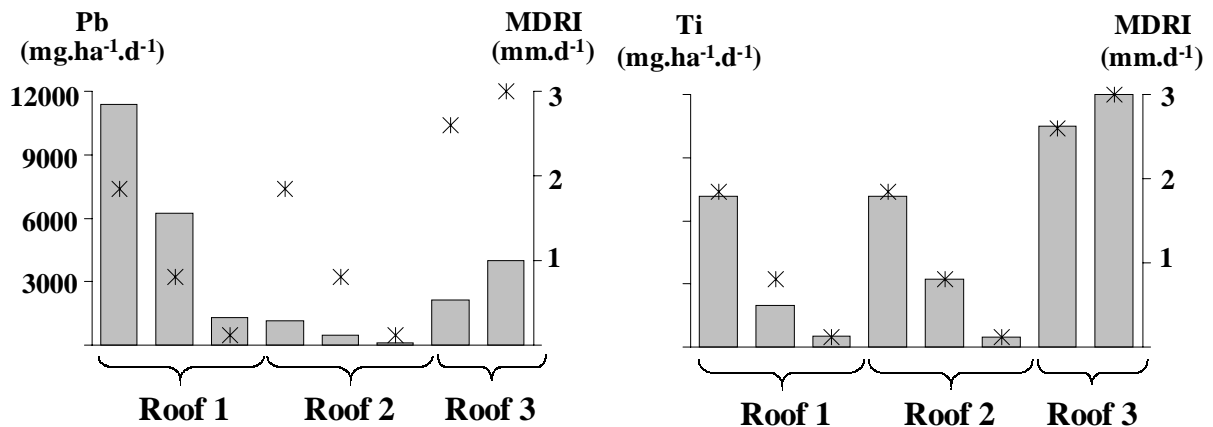 Pb
(mg.ha⁻¹.d⁻¹)
MDRI
(mm.d⁻¹)
12000
9000
6000
3000
3
2
1
Roof 1
Roof 2
Roof 3
Ti
(mg.ha⁻¹.d⁻¹)
MDRI
(mm.d⁻¹)
3
2
1
Roof 1
Roof 2
Roof 3